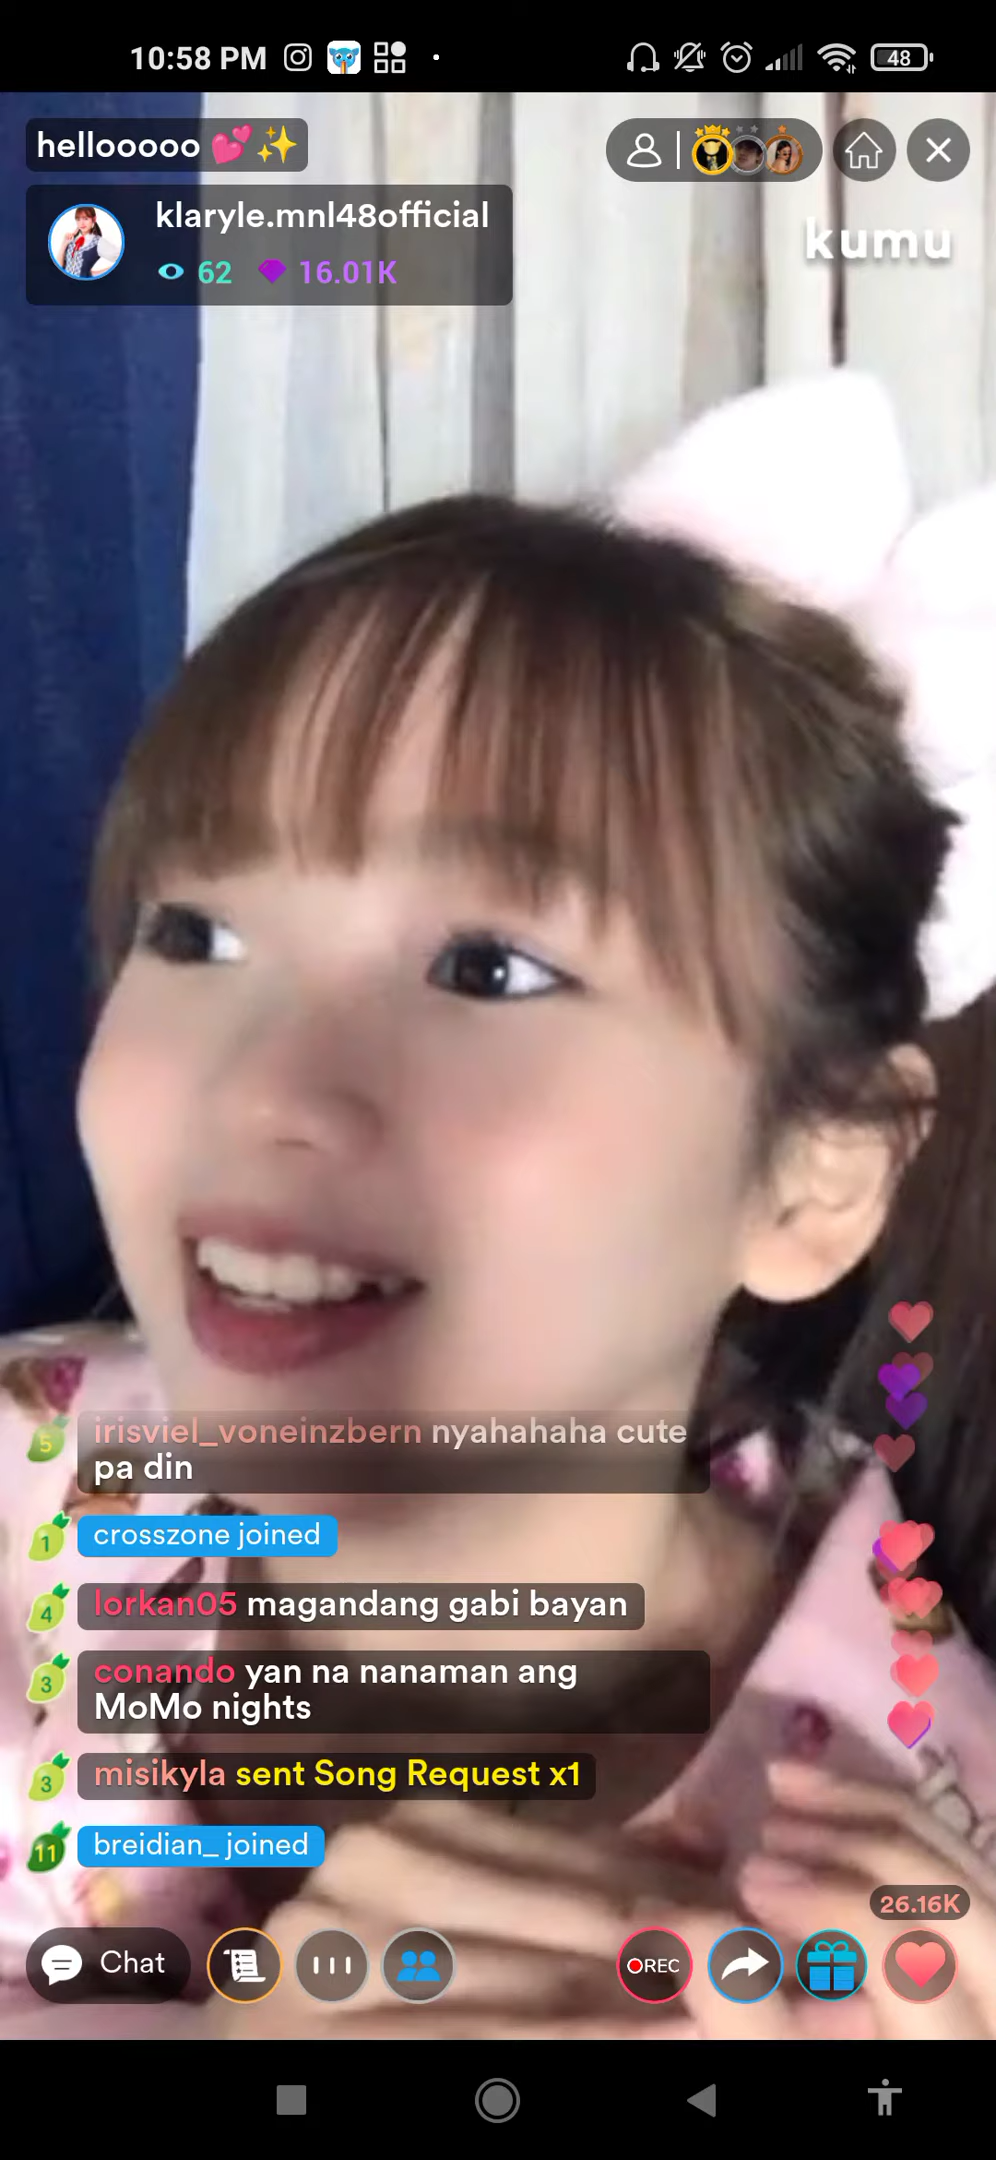 10:58 PM
48
hellooooo 💕✨
klaryle.mnl48official
62 16.01K
kumu
5 irisviel_voneinzbern nyahahaha cute
pa din
1 crosszone joined
4 lorkan05 magandang gabi bayan
3 conando yan na nanaman ang
MoMo nights
3 misikyla sent Song Request x1
11 breidian_ joined
26.16K
Chat
REC